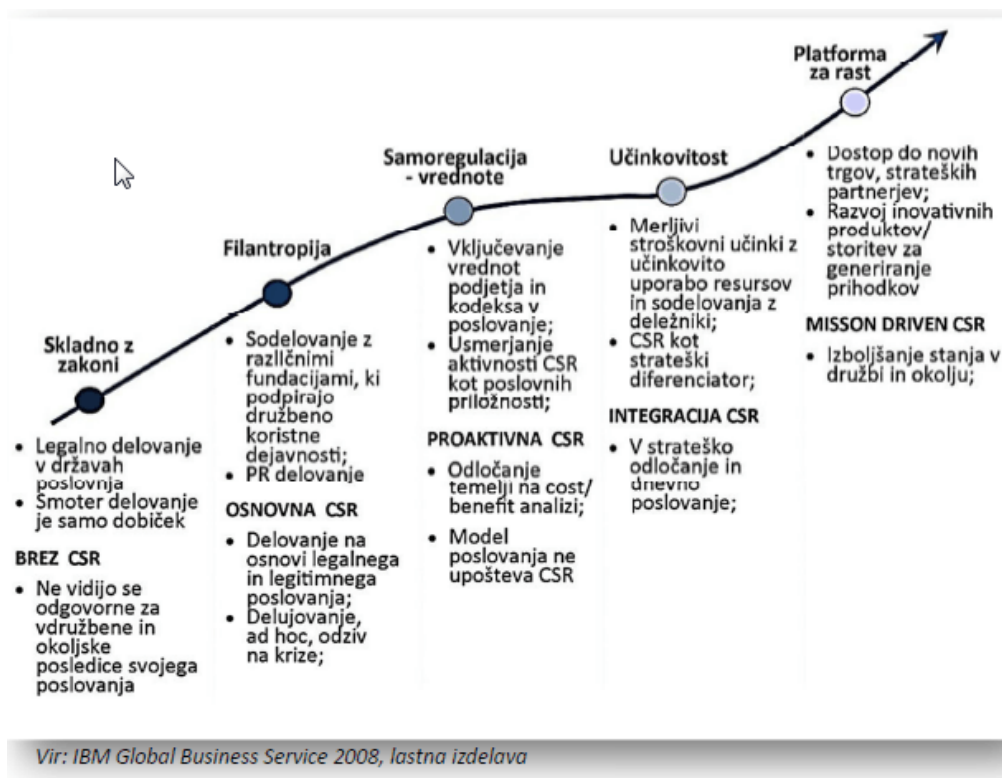 Skladno z
zakoni
• Legalno delovanje
v državah
poslovnja
• Smoter delovanje
je samo dobiček
BREZ CSR
• Ne vidijo se
odgovorne za
vdružbene in
okoljske
posledice svojega
poslovanja
Filantropija
• Sodelovanje z
različnimi
fundacijami, ki
podpirajo
družbeno
koristne
dejavnosti;
• PR delovanje
OSNOVNA CSR
• Delovanje na
osnovi legalnega
in legitimnega
poslovanja;
• Delujovanje,
ad hoc, odziv
na krize;
Samoregulacija
- vrednote
• Vključevanje
vrednot
podjetja in
kodeksa v
poslovanje;
• Usmerjanje
aktivnosti CSR
kot poslovnih
priložnosti;
PROAKTIVNA CSR
• Odločanje
temelji na cost/
benefit analizi;
• Model
poslovanja ne
upošteva CSR
Učinkovitost
• Merljivi
stroškovni učinki z
učinkovito
uporabo resursov
in sodelovanja z
deležniki;
• CSR kot
strateški
diferenciator;
INTEGRACIJA CSR
• V strateško
odločanje in
dnevno
poslovanje;
Platforma
za rast
• Dostop do novih
trgov, strateških
partnerjev;
• Razvoj inovativnih
produktov/
storitev za
generiranje
prihodkov
MISSON DRIVEN CSR
• Izboljšanje stanja v
družbi in okolju;
Vir: IBM Global Business Service 2008, lastna izdelava